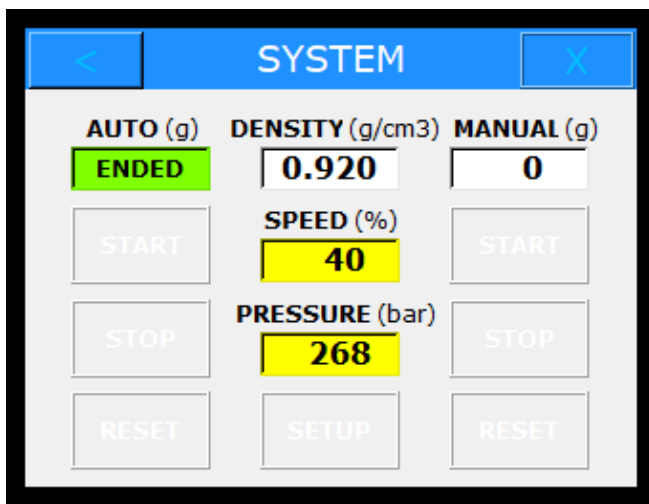 < SYSTEM X
AUTO (g) DENSITY (g/cm3) MANUAL (g)
ENDED 0.920 0
SPEED (%)
START 40 START
PRESSURE (bar)
STOP 268 STOP
RESET SETUP RESET